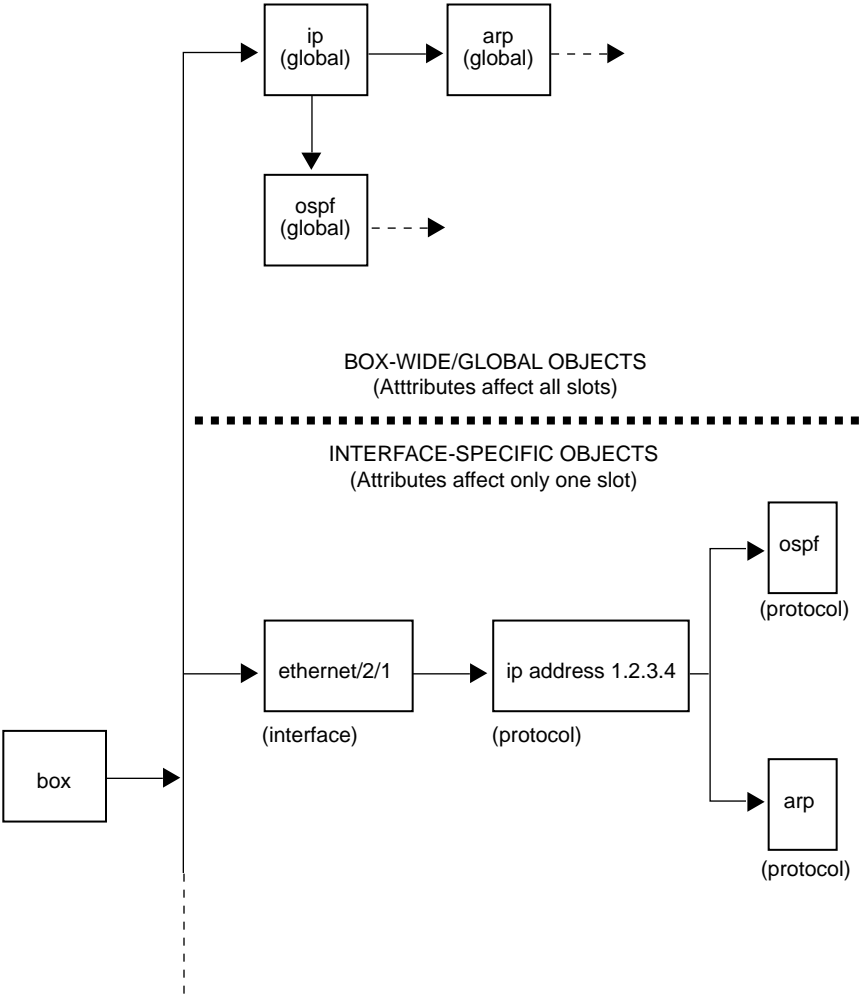 ip
(global)
arp
(global)
ospf
(global)
BOX-WIDE/GLOBAL OBJECTS
(Atttributes affect all slots)
INTERFACE-SPECIFIC OBJECTS
(Attributes affect only one slot)
ospf
(protocol)
ethernet/2/1
(interface)
ip address 1.2.3.4
(protocol)
box
arp
(protocol)